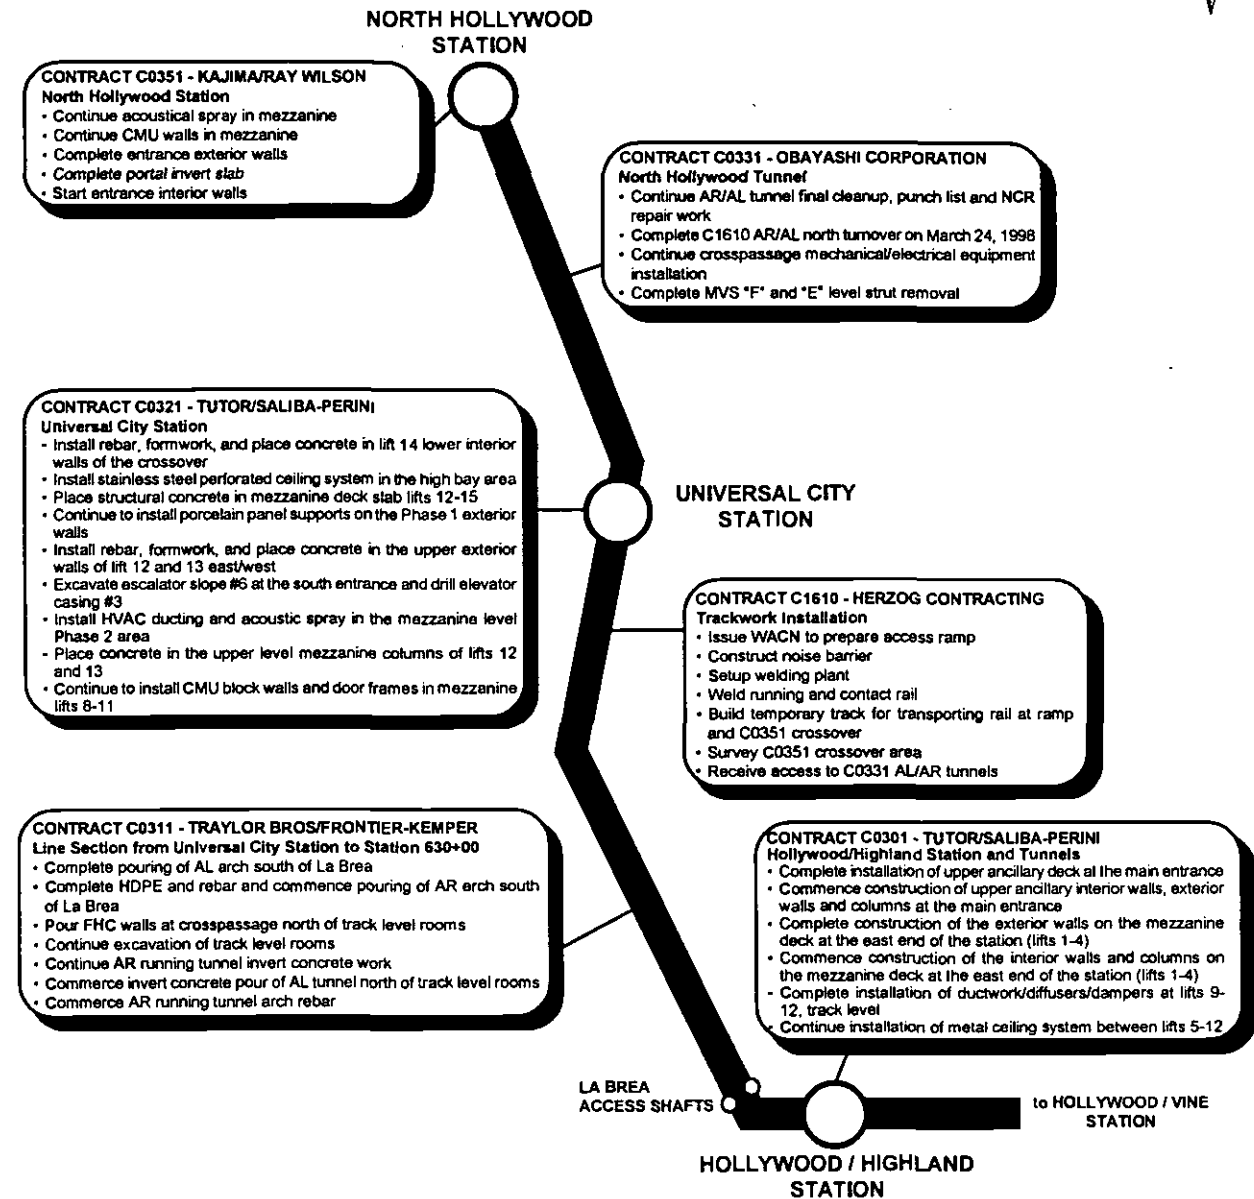 NORTH HOLLYWOOD
STATION
CONTRACT C0351 - KAJIMA/RAY WILSON
North Hollywood Station
• Continue acoustical spray in mezzanine
• Continue CMU walls in mezzanine
• Complete entrance exterior walls
• Complete portal invert slab
• Start entrance interior walls
CONTRACT C0331 - OBAYASHI CORPORATION
North Hollywood Tunnel
• Continue AR/AL tunnel final cleanup, punch list and NCR
repair work
• Complete C1610 AR/AL north turnover on March 24, 1998
• Continue crosspassage mechanical/electrical equipment
installation
• Complete MVS "F" and "E" level strut removal
CONTRACT C0321 - TUTOR/SALIBA-PERINI
Universal City Station
- Install rebar, formwork, and place concrete in lift 14 lower interior
walls of the crossover
• Install stainless steel perforated ceiling system in the high bay area
• Place structural concrete in mezzanine deck slab lifts 12-15
• Continue to install porcelain panel supports on the Phase 1 exterior
walls
• Install rebar, formwork, and place concrete in the upper exterior
walls of lift 12 and 13 east/west
• Excavate escalator slope #6 at the south entrance and drill elevator
casing #3
• Install HVAC ducting and acoustic spray in the mezzanine level
Phase 2 area
- Place concrete in the upper level mezzanine columns of lifts 12
and 13
• Continue to install CMU block walls and door frames in mezzanine
lifts 8-11
UNIVERSAL CITY
STATION
CONTRACT C1610 - HERZOG CONTRACTING
Trackwork Installation
• Issue WACN to prepare access ramp
• Construct noise barrier
• Setup welding plant
• Weld running and contact rail
• Build temporary track for transporting rail at ramp
and C0351 crossover
• Survey C0351 crossover area
• Receive access to C0331 AL/AR tunnels
CONTRACT C0311 - TRAYLOR BROS/FRONTIER-KEMPER
Line Section from Universal City Station to Station 630+00
• Complete pouring of AL arch south of La Brea
• Complete HDPE and rebar and commence pouring of AR arch south
of La Brea
• Pour FHC walls at crosspassage north of track level rooms
• Continue excavation of track level rooms
• Continue AR running tunnel invert concrete work
• Commerce invert concrete pour of AL tunnel north of track level rooms
• Commerce AR running tunnel arch rebar
CONTRACT C0301 - TUTOR/SALIBA-PERINI
Hollywood/Highland Station and Tunnels
• Complete installation of upper ancillary deck at the main entrance
• Commence construction of upper ancillary interior walls, exterior
walls and columns at the main entrance
• Complete construction of the exterior walls on the mezzanine
deck at the east end of the station (lifts 1-4)
• Commence construction of the interior walls and columns on
the mezzanine deck at the east end of the station (lifts 1-4)
- Complete installation of ductwork/diffusers/dampers at lifts 9-
12, track level
• Continue installation of metal ceiling system between lifts 5-12
LA BREA
ACCESS SHAFTS
to HOLLYWOOD / VINE
STATION
HOLLYWOOD / HIGHLAND
STATION